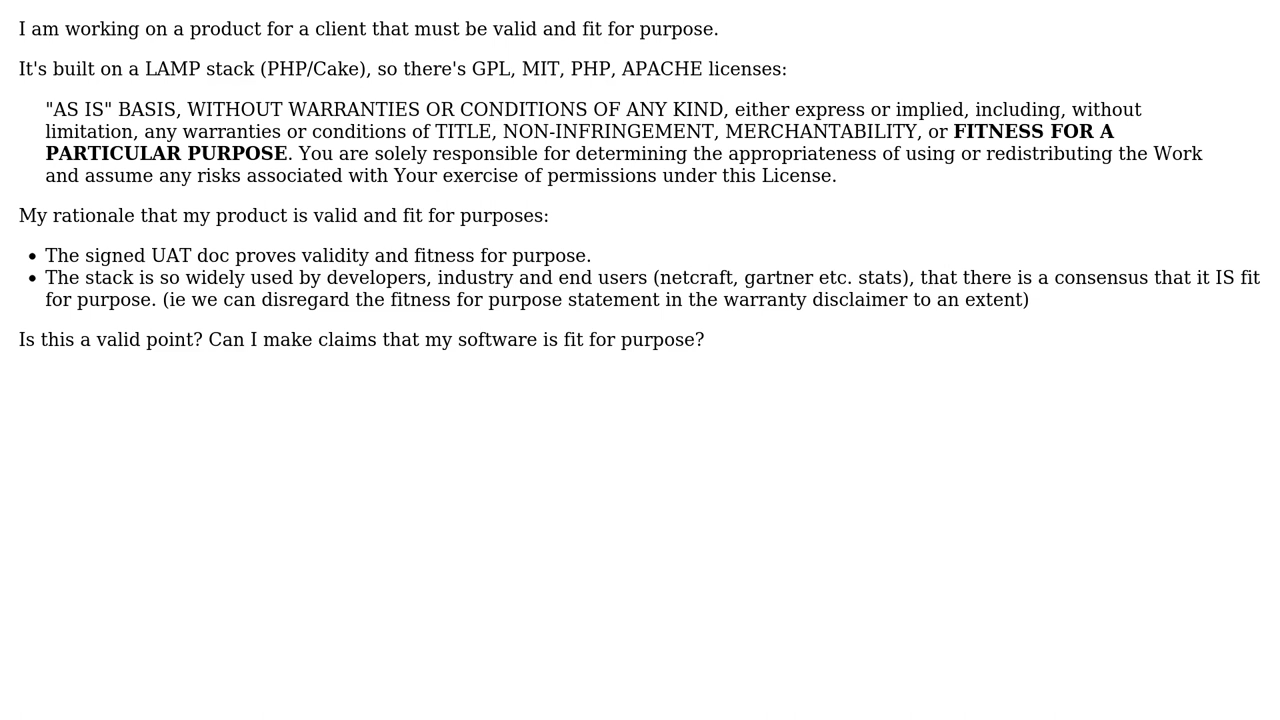 I am working on a product for a client that must be valid and fit for purpose.
It's built on a LAMP stack (PHP/Cake), so there's GPL, MIT, PHP, APACHE licenses:
"AS IS" BASIS, WITHOUT WARRANTIES OR CONDITIONS OF ANY KIND, either express or implied, including, without
limitation, any warranties or conditions of TITLE, NON-INFRINGEMENT, MERCHANTABILITY, or FITNESS FOR A
PARTICULAR PURPOSE. You are solely responsible for determining the appropriateness of using or redistributing the Work
and assume any risks associated with Your exercise of permissions under this License.
My rationale that my product is valid and fit for purposes:
• The signed UAT doc proves validity and fitness for purpose.
• The stack is so widely used by developers, industry and end users (netcraft, gartner etc. stats), that there is a consensus that it IS fit
for purpose. (ie we can disregard the fitness for purpose statement in the warranty disclaimer to an extent)
Is this a valid point? Can I make claims that my software is fit for purpose?